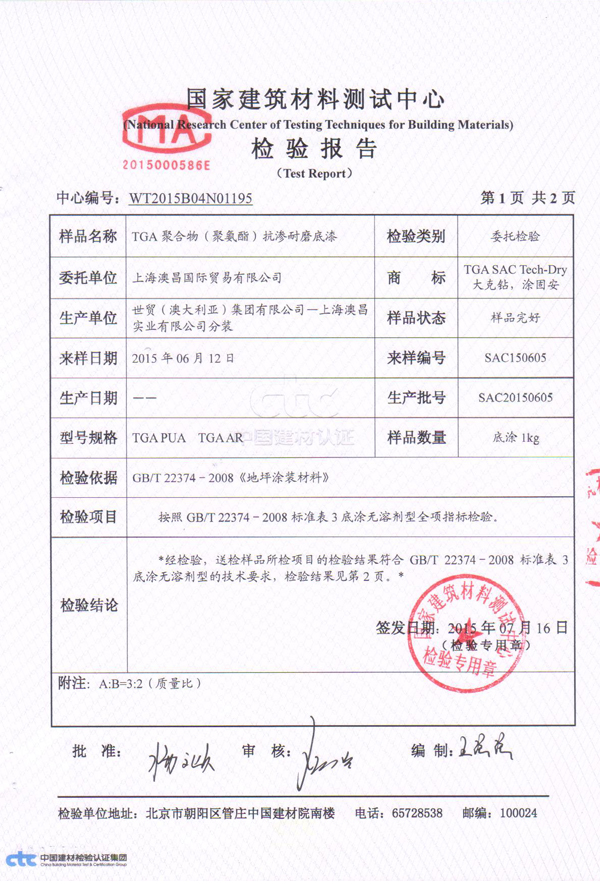 国家建筑材料测试中心
(National Research Center of Testing Techniques for Building Materials)
MA
2015000586E
检验报告
(Test Report)
中心编号: WT2015B04N01195
第1页 共2页
样品名称 TGA 聚合物（聚氨酯）抗渗耐磨底漆 检验类别 委托检验
委托单位 上海澳昌国际贸易有限公司 商 标 TGA SAC Tech-Dry
大克钻，涂固安
生产单位 世贸（澳大利亚）集团有限公司—上海澳昌
实业有限公司分装 样品状态 样品完好
来样日期 2015 年 06 月 12 日 来样编号 SAC150605
生产日期 —— 生产批号 SAC20150605
型号规格 TGA PUA TGA AR 样品数量 底涂 1kg
ctc
中国建材认证
检验依据 GB/T 22374－2008《地坪涂装材料》
检验项目 按照 GB/T 22374－2008 标准表 3 底涂无溶剂型全项指标检验。
检验结论 *经检验，送检样品所检项目的检验结果符合 GB/T 22374－2008 标准表 3
底涂无溶剂型的技术要求，检验结果见第 2 页。*
签发日期: 2015 年 07 月 16 日
（检验专用章）
国家建筑材料测试中心
检验专用章
附注: A:B=3:2（质量比）
批 准: 审 核: 编 制:
检验单位地址: 北京市朝阳区管庄中国建材院南楼 电话: 65728538 邮编: 100024
ctc 中国建材检验认证集团
China Building Material Test & Certification Group